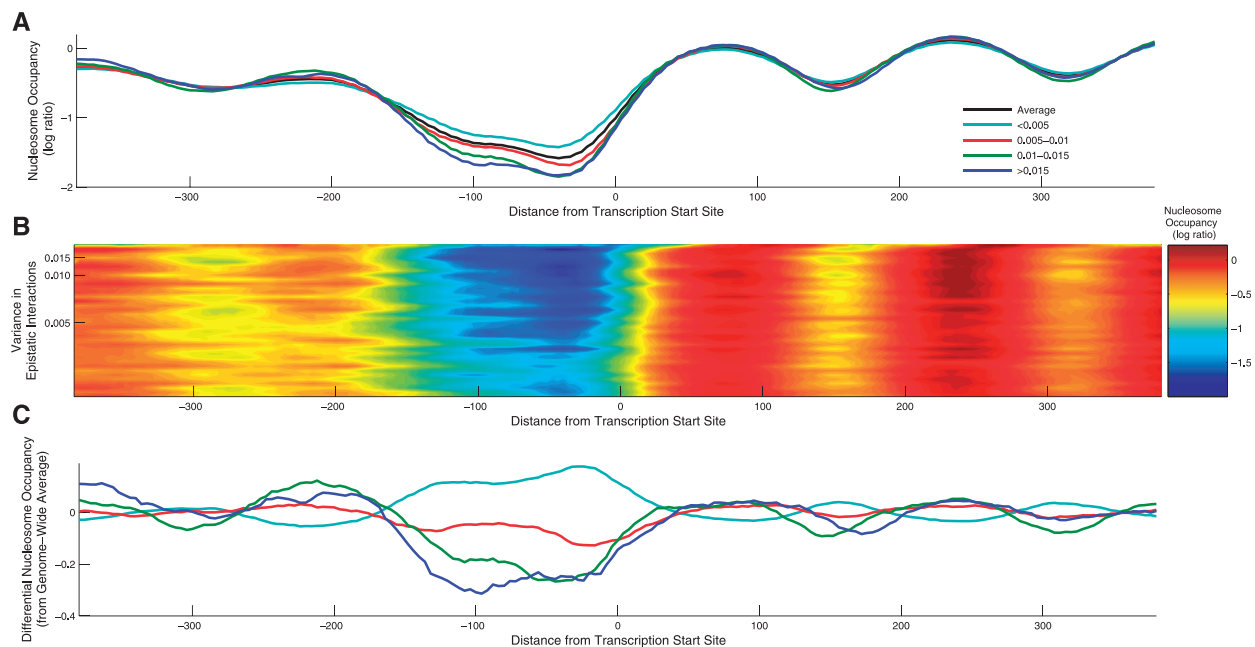 A
0
−1
−2
Nucleosome Occupancy
(log ratio)
Average
<0.005
0.005–0.01
0.01–0.015
>0.015
−300
−200
−100
0
100
200
300
Distance from Transcription Start Site
B
Nucleosome
Occupancy
(log ratio)
0.015
0.010
0.005
Variance in
Epistatic Interactions
0
−0.5
−1
−1.5
−300
−200
−100
0
100
200
300
Distance from Transcription Start Site
C
0
−0.2
−0.4
Differential Nucleosome Occupancy
(from Genome−Wide Average)
−300
−200
−100
0
100
200
300
Distance from Transcription Start Site